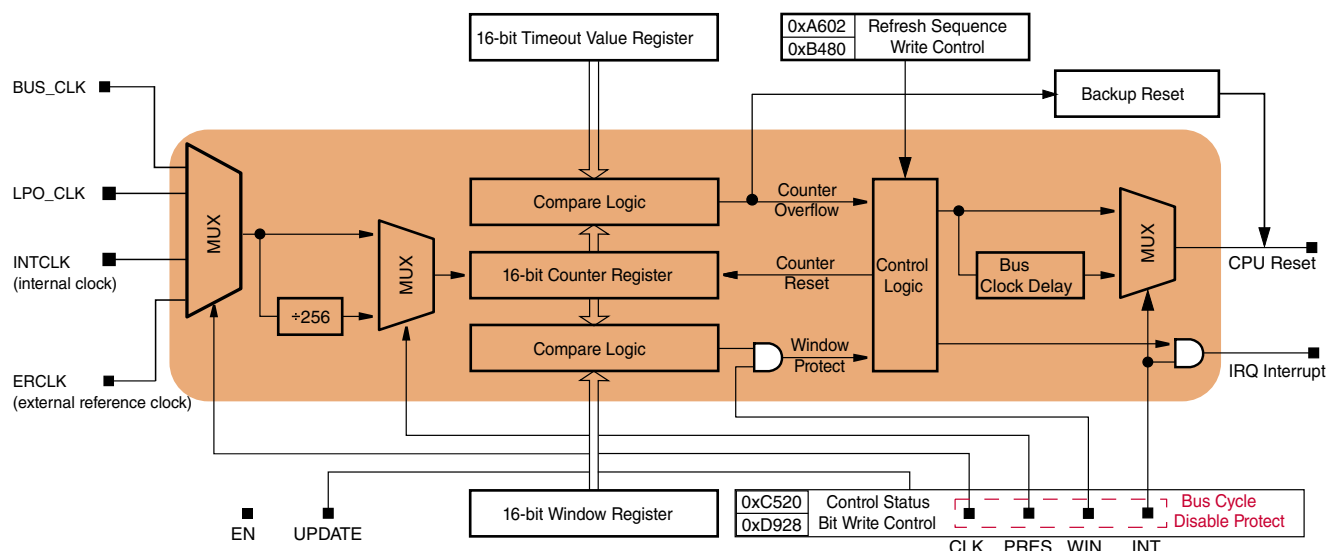 16-bit Timeout Value Register
0xA602
0xB480
Refresh Sequence
Write Control
BUS_CLK
Backup Reset
LPO_CLK
MUX
Compare Logic
Counter
Overflow
INTCLK
(internal clock)
MUX
16-bit Counter Register
Counter
Reset
Control
Logic
Bus
Clock Delay
MUX
CPU Reset
÷256
Compare Logic
Window
Protect
IRQ Interrupt
ERCLK
(external reference clock)
EN
UPDATE
16-bit Window Register
0xC520
0xD928
Control Status
Bit Write Control
Bus Cycle
Disable Protect
CLK
PRES
WIN
INT